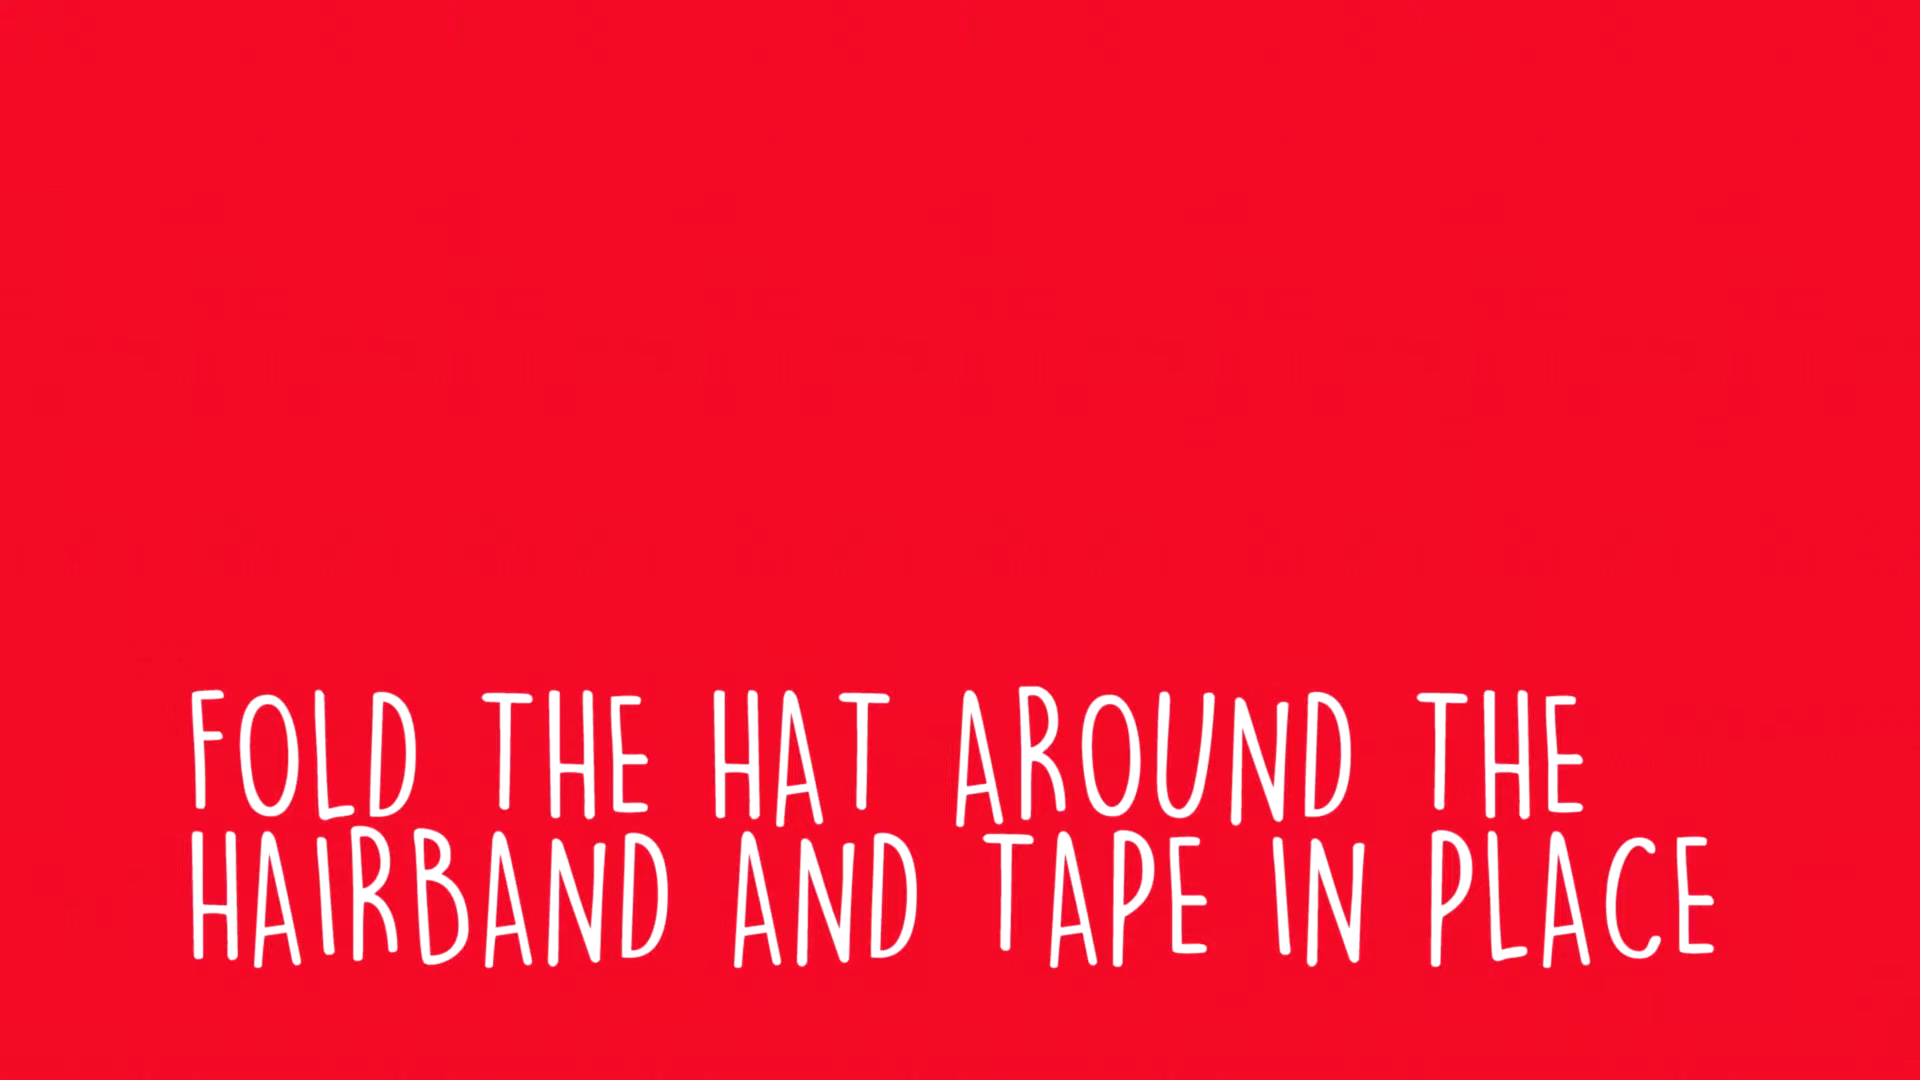 FOLD THE HAT AROUND THE
HAIRBAND AND TAPE IN PLACE